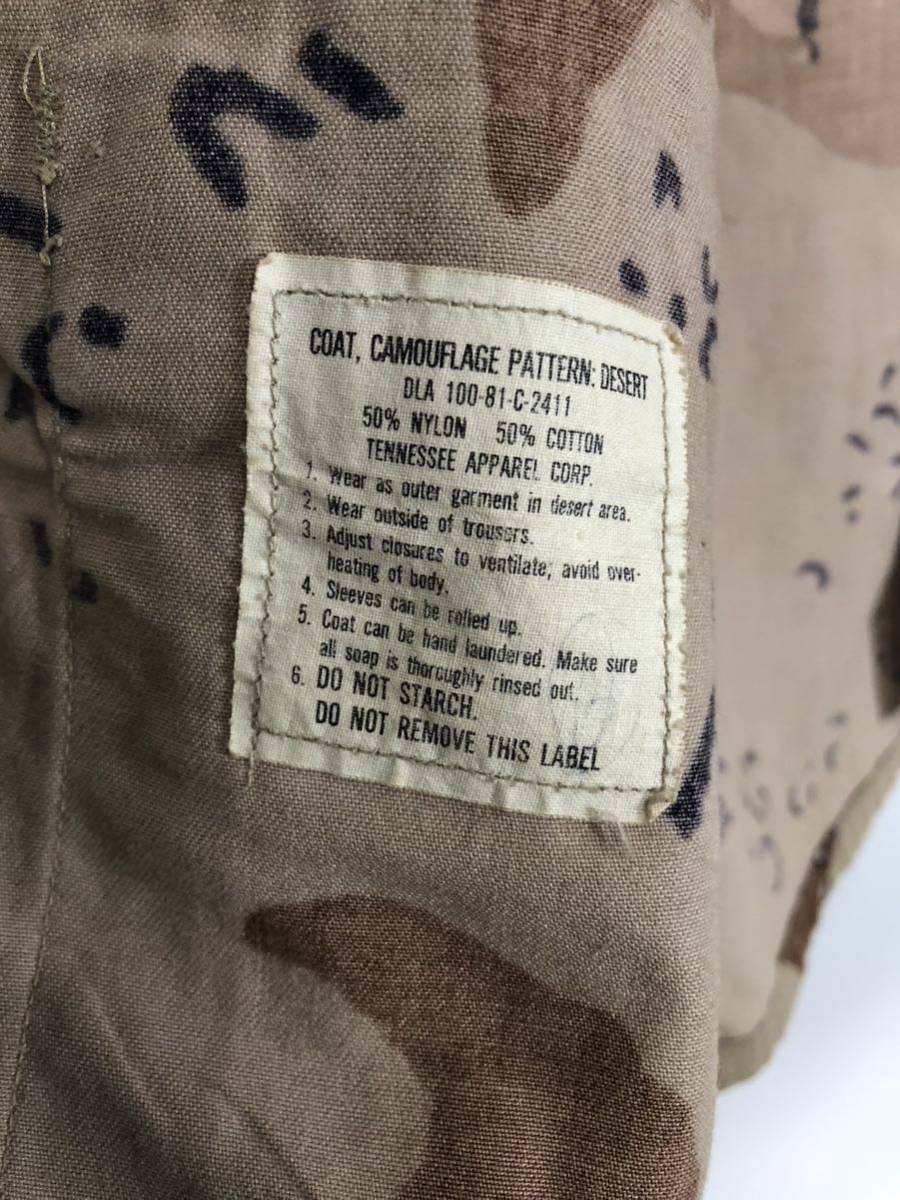 COAT, CAMOUFLAGE PATTERN: DESERT
DLA 100-81-C-2411
50% NYLON 50% COTTON
TENNESSEE APPAREL CORP.
1. Wear as outer garment in desert area.
2. Wear outside of trousers.
3. Adjust closures to ventilate; avoid over-
heating of body.
4. Sleeves can be rolled up.
5. Coat can be hand laundered. Make sure
all soap is thoroughly rinsed out.
6. DO NOT STARCH.
DO NOT REMOVE THIS LABEL